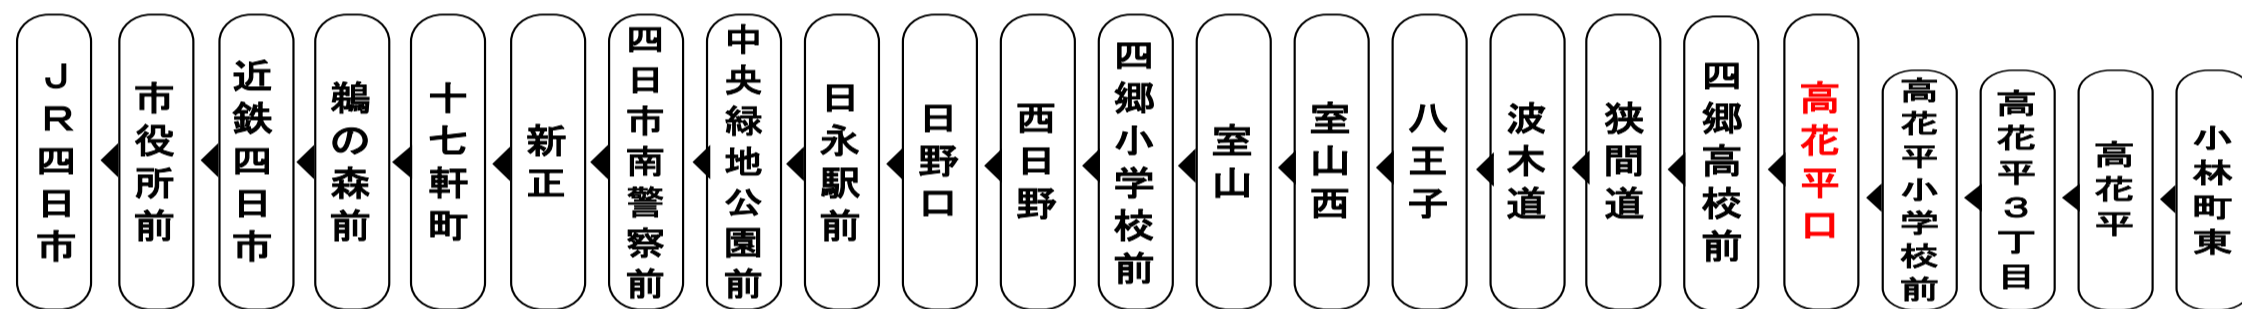 JR四日市
市役所前
近鉄四日市
鵜の森前
十七軒町
新正
四日市南警察前
中央緑地公園前
日永駅前
日野口
西日野
四郷小学校前
室山
室山西
八王子
波木道
狭間道
四郷高校前
高花平口
高花平小学校前
高花平3丁目
高花平
小林町東